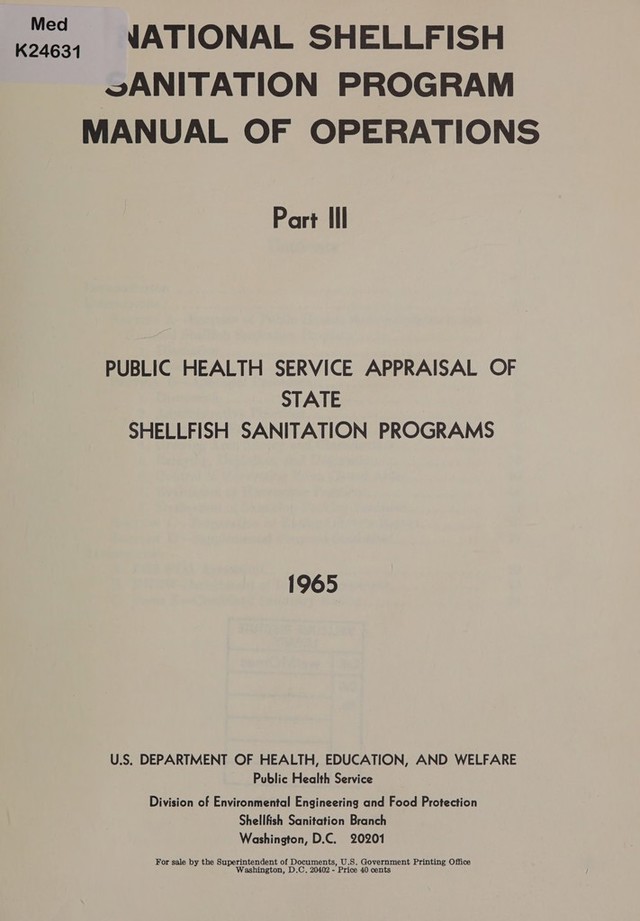 Med
K24631
NATIONAL SHELLFISH
SANITATION PROGRAM
MANUAL OF OPERATIONS
Part III
PUBLIC HEALTH SERVICE APPRAISAL OF
STATE
SHELLFISH SANITATION PROGRAMS
1965
U.S. DEPARTMENT OF HEALTH, EDUCATION, AND WELFARE
Public Health Service
Division of Environmental Engineering and Food Protection
Shellfish Sanitation Branch
Washington, D.C. 20201
For sale by the Superintendent of Documents, U.S. Government Printing Office
Washington, D.C. 20402 - Price 40 cents